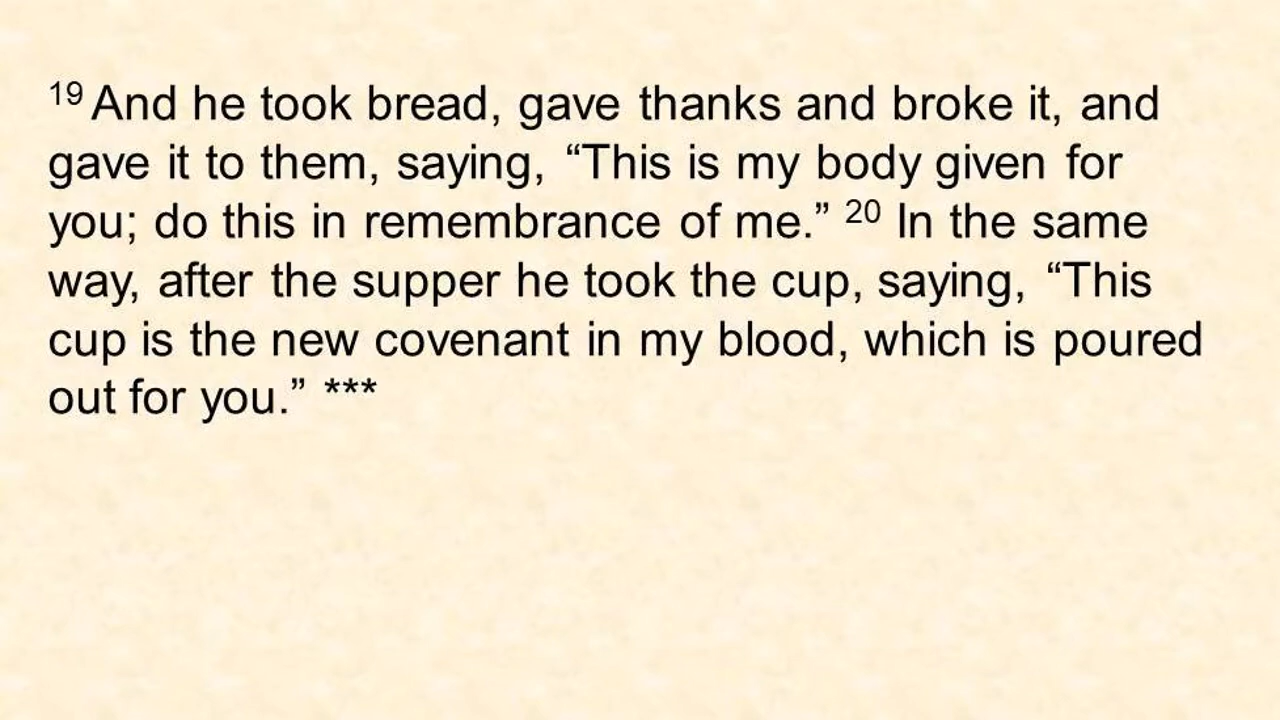 19 And he took bread, gave thanks and broke it, and
gave it to them, saying, “This is my body given for
you; do this in remembrance of me.” 20 In the same
way, after the supper he took the cup, saying, “This
cup is the new covenant in my blood, which is poured
out for you.” ***